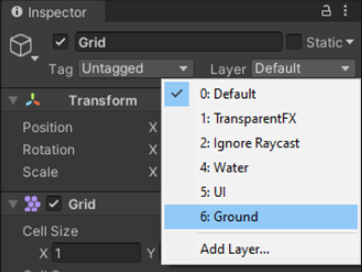 Inspector
Grid
Static
Tag Untagged Layer Default
Transform
0: Default
1: TransparentFX
Position X
2: Ignore Raycast
Rotation X
4: Water
Scale X
5: UI
Grid
6: Ground
Cell Size
X 1 Y
Add Layer...